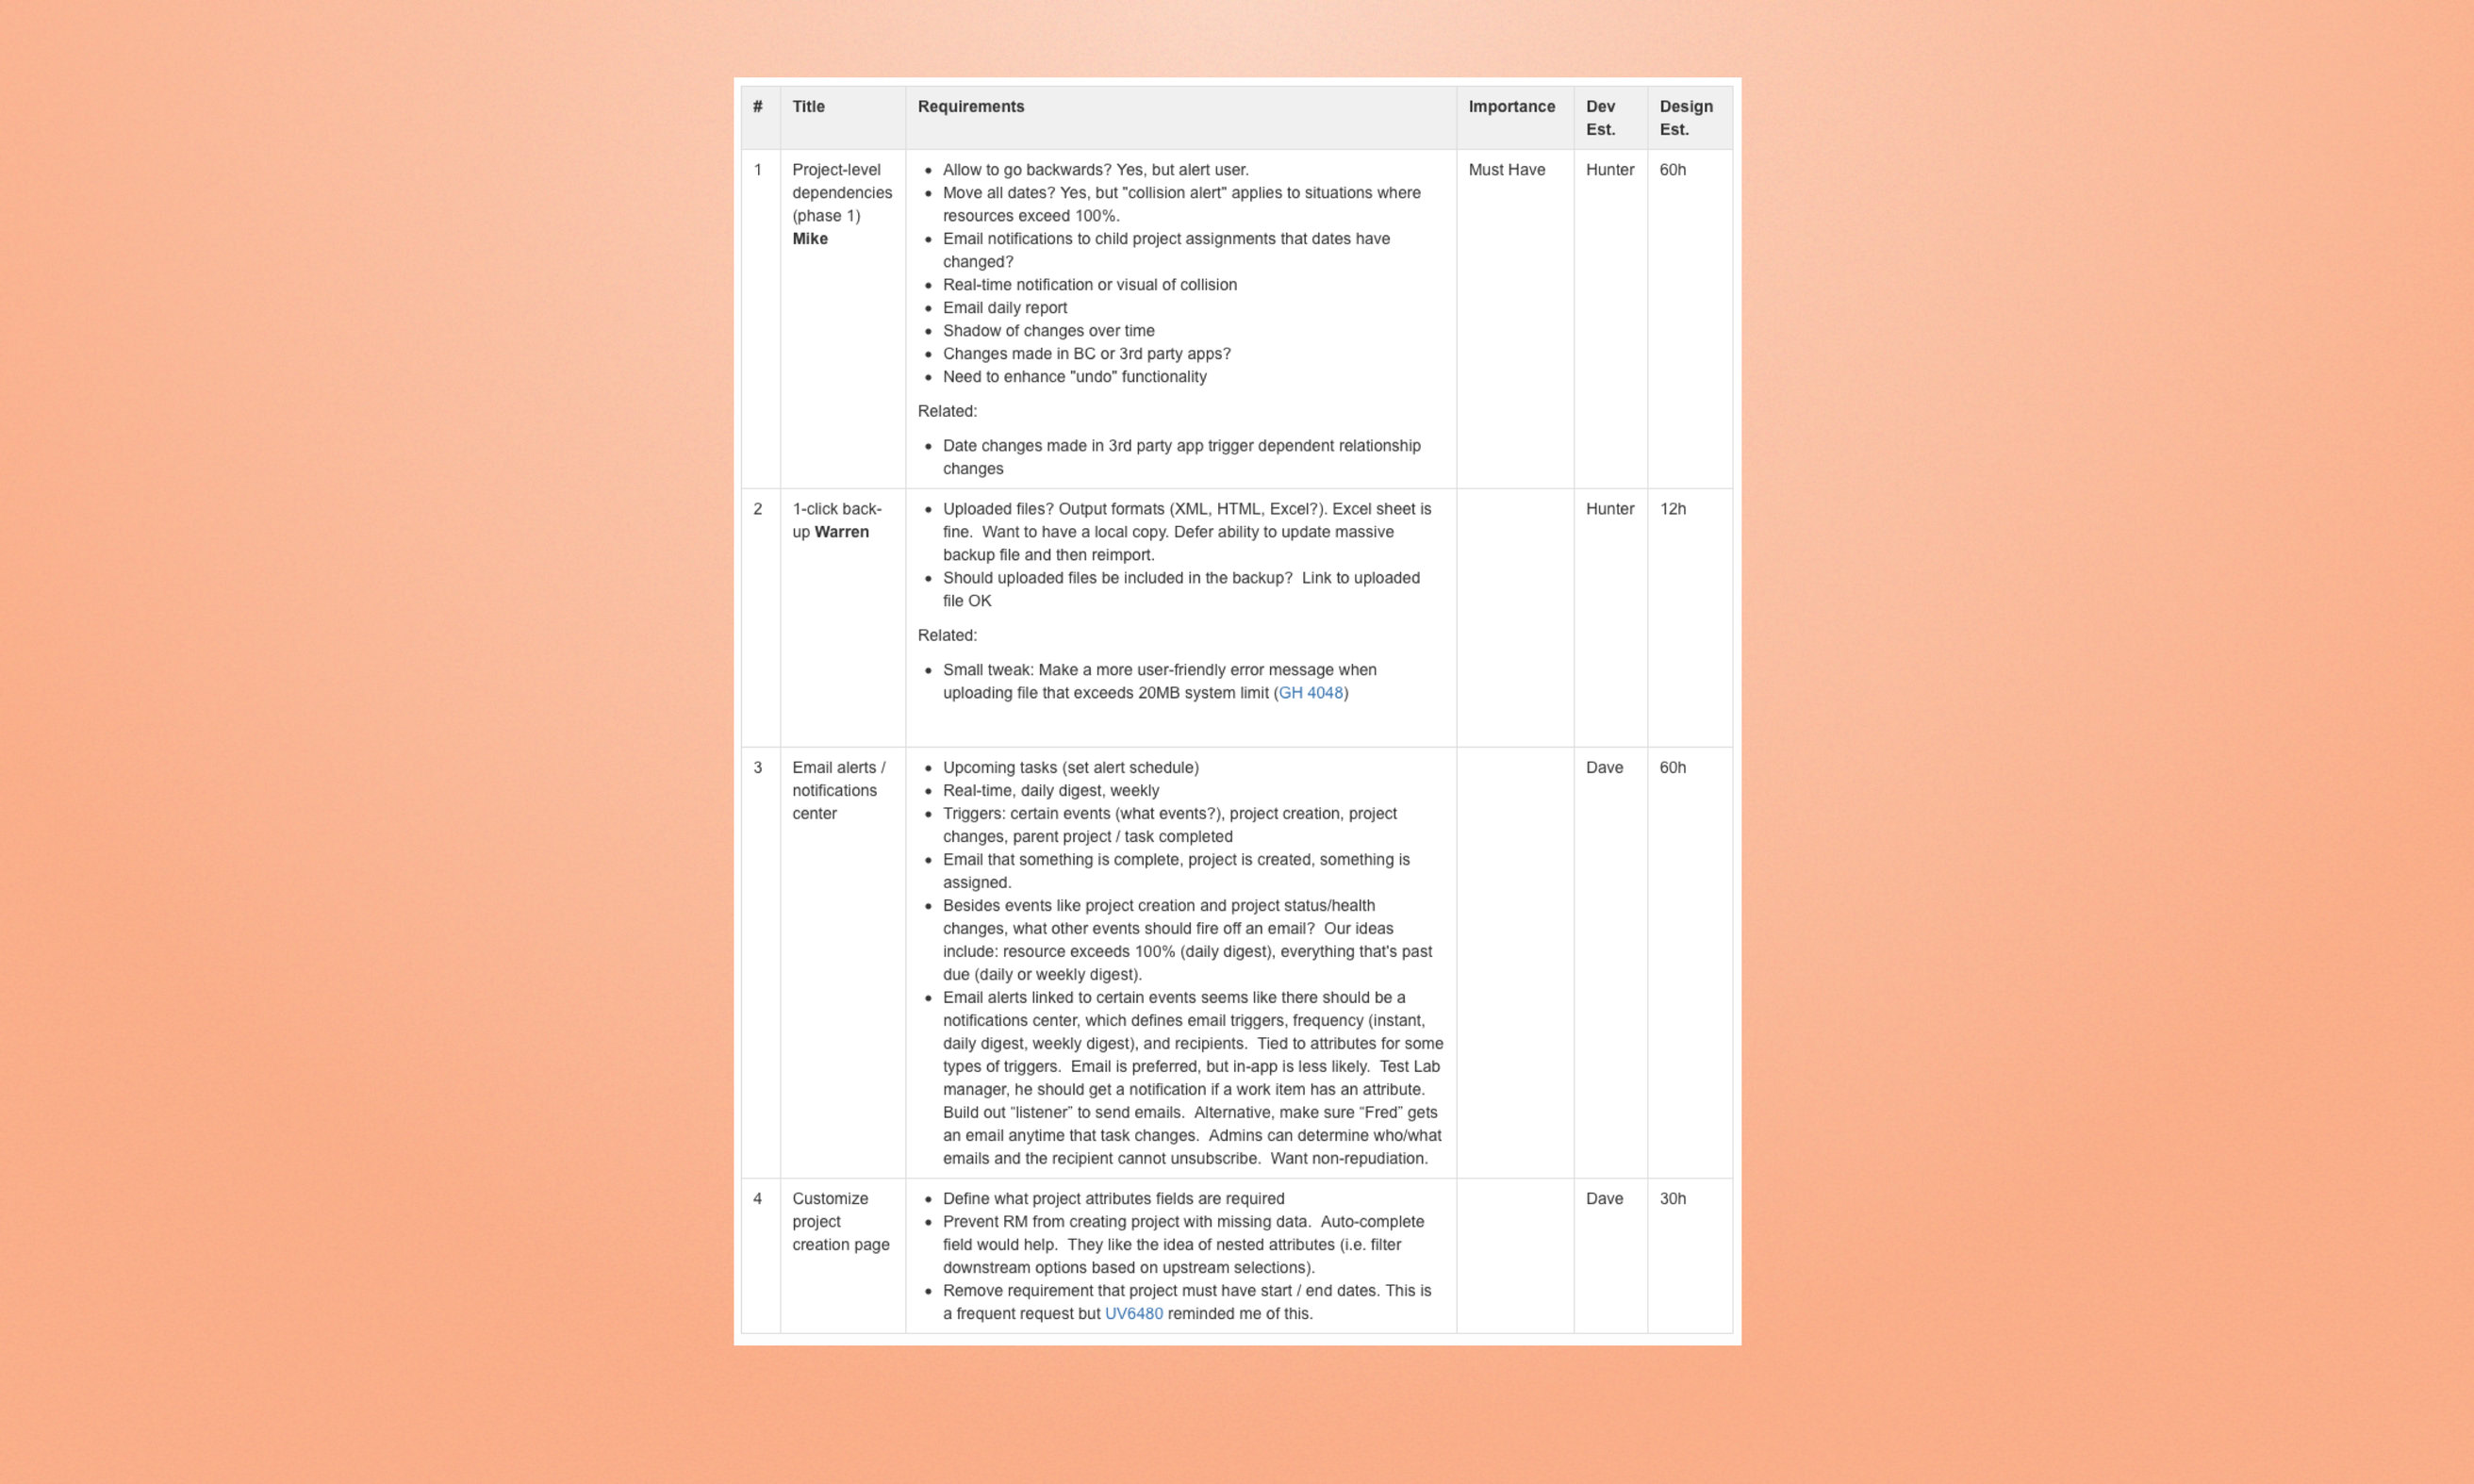 # Title Requirements Importance Dev Est. Design Est.
1
Project-level
dependencies
(phase 1)
Mike
• Allow to go backwards? Yes, but alert user.
• Move all dates? Yes, but "collision alert" applies to situations where
resources exceed 100%.
• Email notifications to child project assignments that dates have
changed?
• Real-time notification or visual of collision
• Email daily report
• Shadow of changes over time
• Changes made in BC or 3rd party apps?
• Need to enhance "undo" functionality
Related:
• Date changes made in 3rd party app trigger dependent relationship
changes
Must Have
Hunter
60h
2
1-click back-
up Warren
• Uploaded files? Output formats (XML, HTML, Excel?). Excel sheet is
fine.  Want to have a local copy. Defer ability to update massive
backup file and then reimport.
• Should uploaded files be included in the backup?  Link to uploaded
file OK
Related:
• Small tweak: Make a more user-friendly error message when
uploading file that exceeds 20MB system limit (GH 4048)
Hunter
12h
3
Email alerts /
notifications
center
• Upcoming tasks (set alert schedule)
• Real-time, daily digest, weekly
• Triggers: certain events (what events?), project creation, project
changes, parent project / task completed
• Email that something is complete, project is created, something is
assigned.
• Besides events like project creation and project status/health
changes, what other events should fire off an email?  Our ideas
include: resource exceeds 100% (daily digest), everything that's past
due (daily or weekly digest).
• Email alerts linked to certain events seems like there should be a
notifications center, which defines email triggers, frequency (instant,
daily digest, weekly digest), and recipients.  Tied to attributes for some
types of triggers.  Email is preferred, but in-app is less likely.  Test Lab
manager, he should get a notification if a work item has an attribute.
Build out “listener” to send emails.  Alternative, make sure “Fred” gets
an email anytime that task changes.  Admins can determine who/what
emails and the recipient cannot unsubscribe.  Want non-repudiation.
Dave
60h
4
Customize
project
creation page
• Define what project attributes fields are required
• Prevent RM from creating project with missing data.  Auto-complete
field would help.  They like the idea of nested attributes (i.e. filter
downstream options based on upstream selections).
• Remove requirement that project must have start / end dates. This is
a frequent request but UV6480 reminded me of this.
Dave
30h